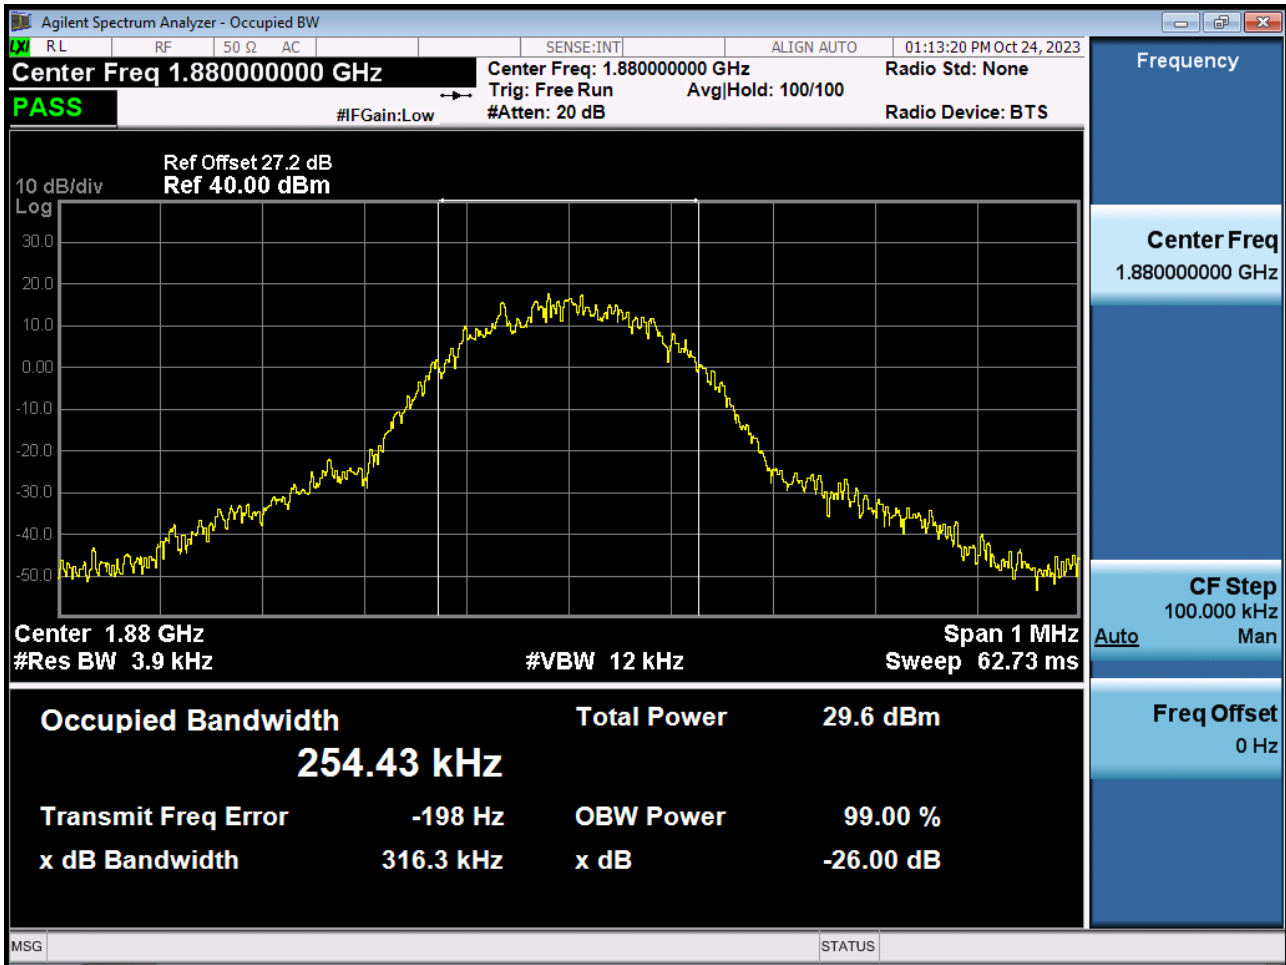 Agilent Spectrum Analyzer - Occupied BW
LXI RL RF 50 Ω AC SENSE:INT ALIGN AUTO 01:13:20 PM Oct 24, 2023
Center Freq 1.880000000 GHz
PASS
#IFGain:Low
Center Freq: 1.880000000 GHz
Trig: Free Run Avg|Hold: 100/100
#Atten: 20 dB
Radio Std: None
Radio Device: BTS
Ref Offset 27.2 dB
10 dB/div Ref 40.00 dBm
Log
30.0
20.0
10.0
0.00
-10.0
-20.0
-30.0
-40.0
-50.0
Center 1.88 GHz Span 1 MHz
#Res BW 3.9 kHz #VBW 12 kHz Sweep 62.73 ms
Occupied Bandwidth Total Power 29.6 dBm
254.43 kHz
Transmit Freq Error -198 Hz OBW Power 99.00 %
x dB Bandwidth 316.3 kHz x dB -26.00 dB
MSG STATUS
Frequency
Center Freq
1.880000000 GHz
CF Step
100.000 kHz
Auto Man
Freq Offset
0 Hz